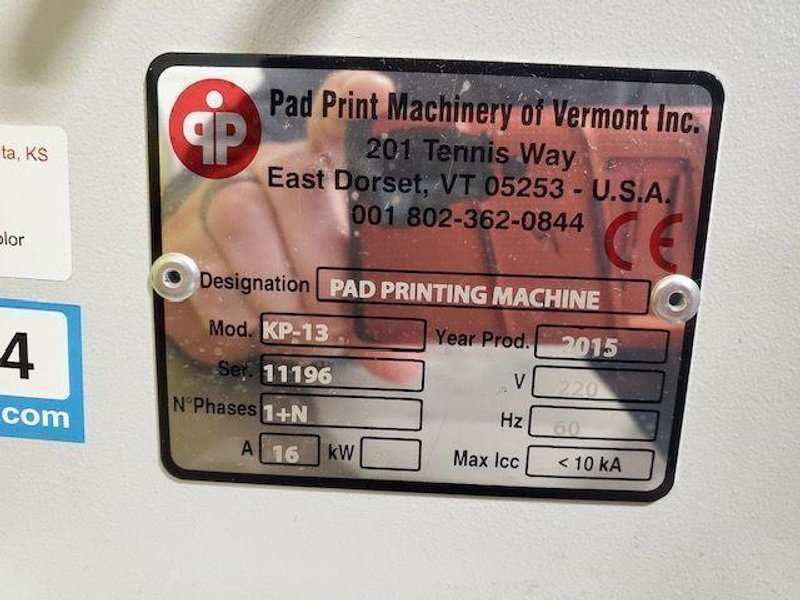 PP
Pad Print Machinery of Vermont Inc.
201 Tennis Way
East Dorset, VT 05253 - U.S.A.
001 802-362-0844
CE
Designation PAD PRINTING MACHINE
Mod. KP-13 Year Prod. 2015
Ser. 11196 V 220
N°Phases 1+N Hz 60
A 16 kW Max Icc < 10 kA
ta, KS
olor
4
.com